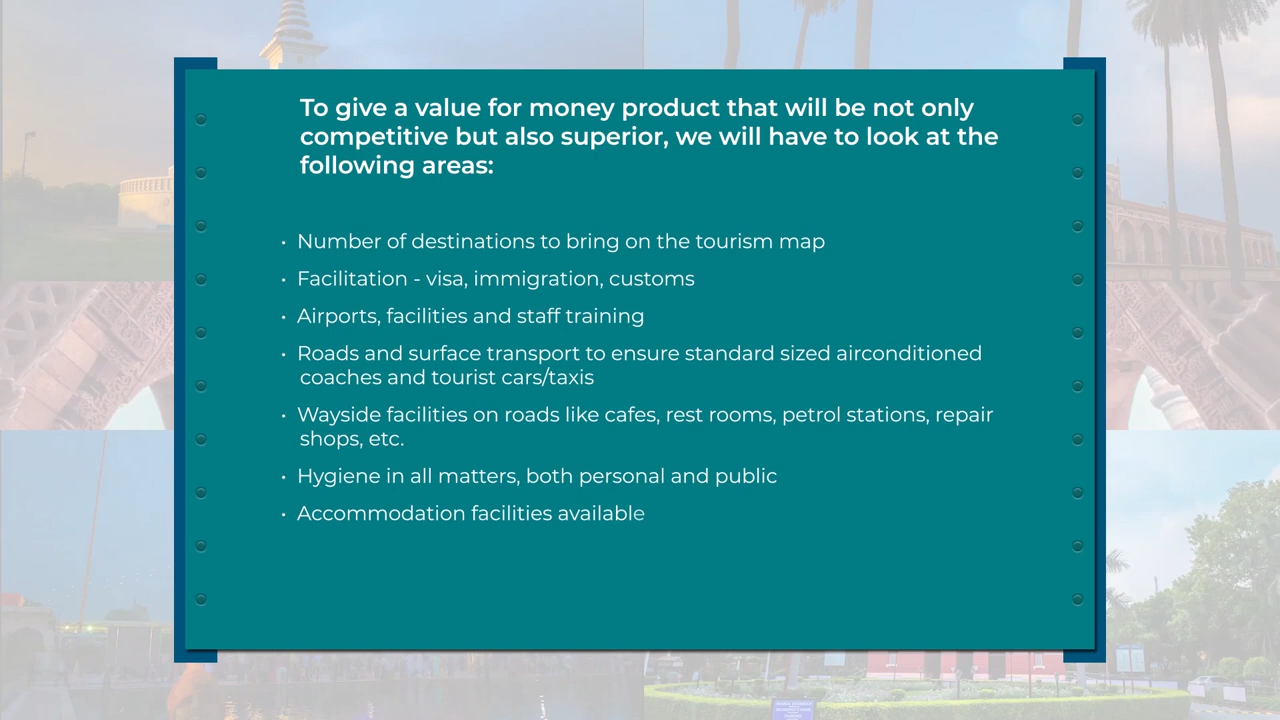 To give a value for money product that will be not only
competitive but also superior, we will have to look at the
following areas:
• Number of destinations to bring on the tourism map
• Facilitation - visa, immigration, customs
• Airports, facilities and staff training
• Roads and surface transport to ensure standard sized airconditioned
coaches and tourist cars/taxis
• Wayside facilities on roads like cafes, rest rooms, petrol stations, repair
shops, etc.
• Hygiene in all matters, both personal and public
• Accommodation facilities available